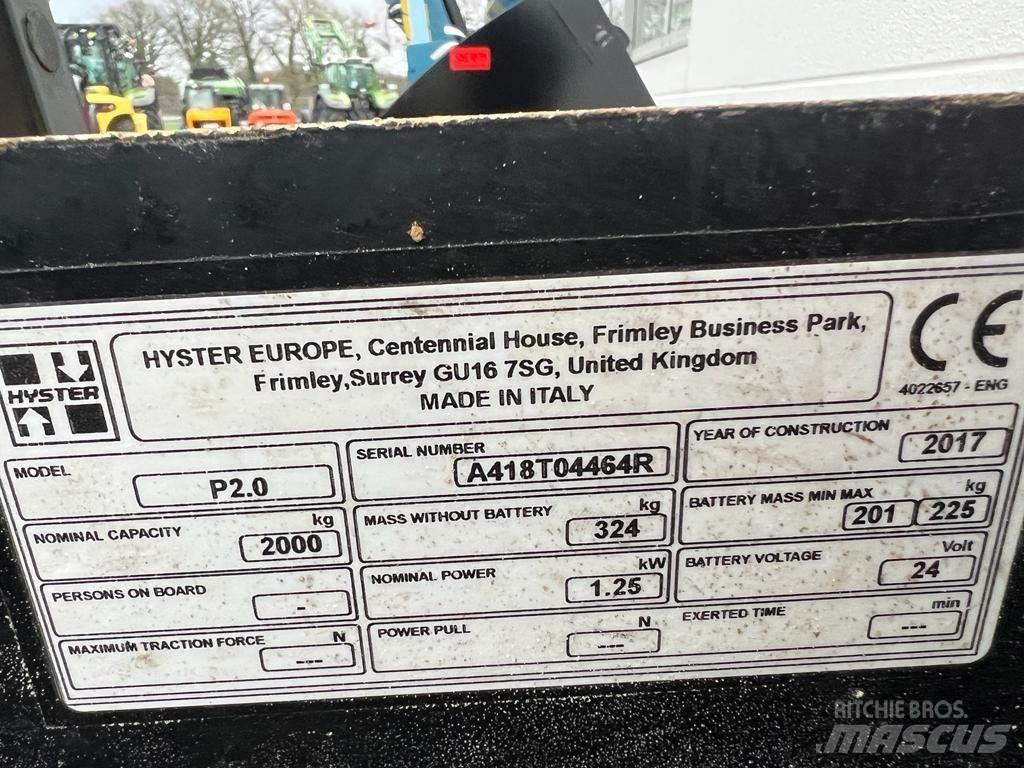 HYSTER EUROPE, Centennial House, Frimley Business Park,
Frimley,Surrey GU16 7SG, United Kingdom
MADE IN ITALY
HYSTER
CE
4022657 - ENG
MODEL P2.0
SERIAL NUMBER A418T04464R
YEAR OF CONSTRUCTION 2017
NOMINAL CAPACITY kg 2000
MASS WITHOUT BATTERY kg 324
BATTERY MASS MIN MAX kg 201 225
PERSONS ON BOARD -
NOMINAL POWER kW 1.25
BATTERY VOLTAGE Volt 24
MAXIMUM TRACTION FORCE N ---
POWER PULL N ---
EXERTED TIME min ---
RITCHIE BROS.
MASCUS